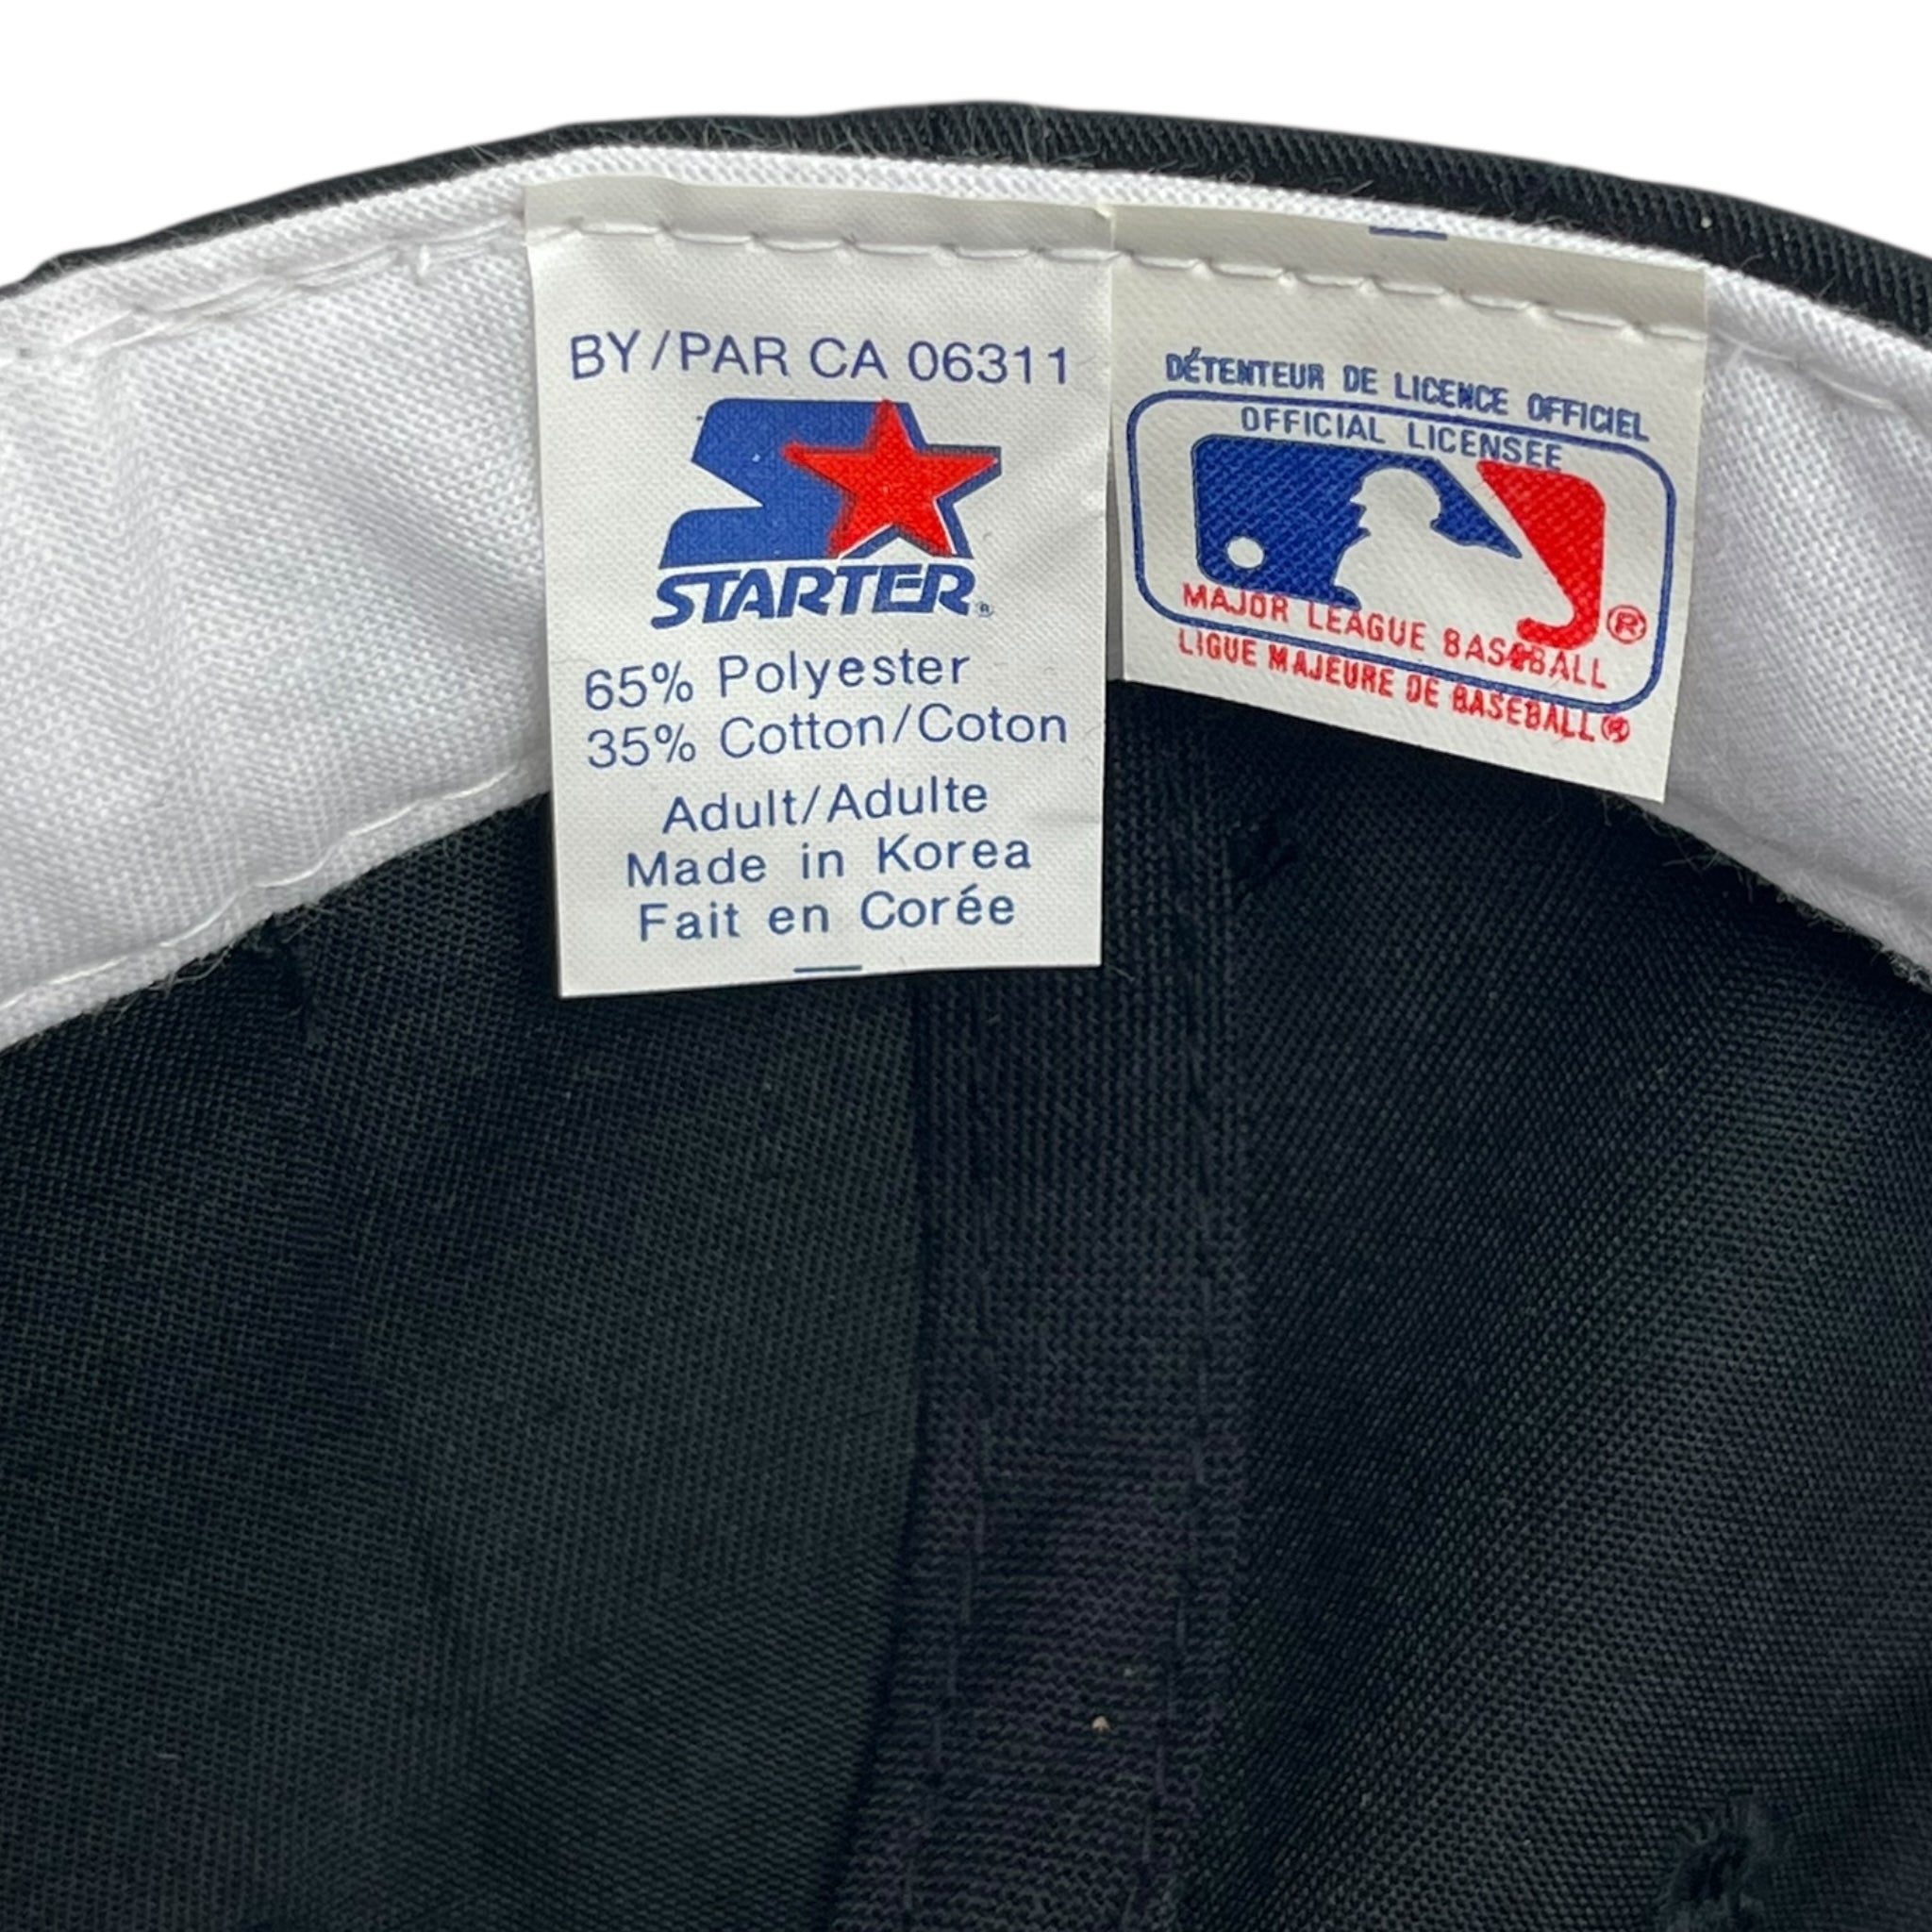 BY/PAR CA 06311
STARTER®
65% Polyester
35% Cotton/Coton
Adult/Adulte
Made in Korea
Fait en Corée
DÉTENTEUR DE LICENCE OFFICIEL
OFFICIAL LICENSEE
MAJOR LEAGUE BASEBALL ®
LIGUE MAJEURE DE BASEBALL®